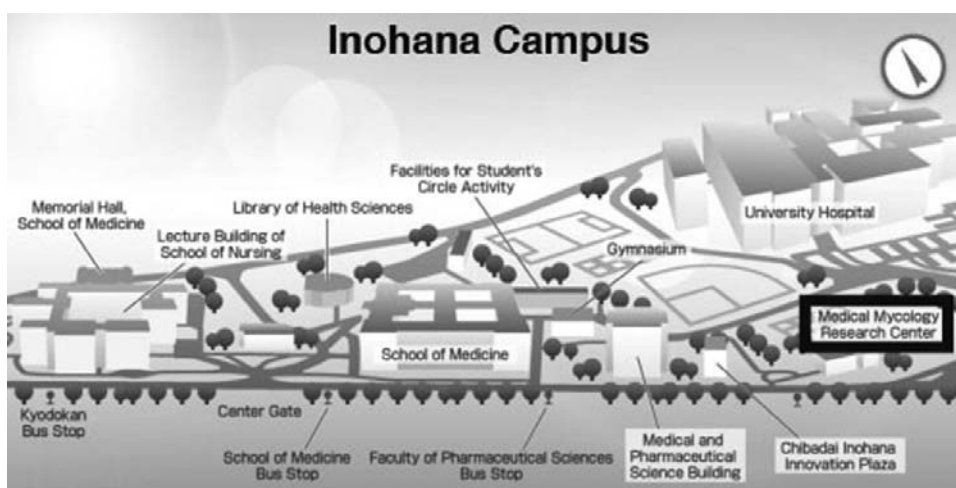 Inohana Campus
Facilities for Student's
Circle Activity
Memorial Hall,
School of Medicine
Library of Health Sciences
University Hospital
Lecture Building of
School of Nursing
Gymnasium
Medical Mycology
Research Center
School of Medicine
Kyodokan
Bus Stop
Center Gate
School of Medicine
Bus Stop
Faculty of Pharmaceutical Sciences
Bus Stop
Medical and
Pharmaceutical
Science Building
Chibadai Inohana
Innovation Plaza